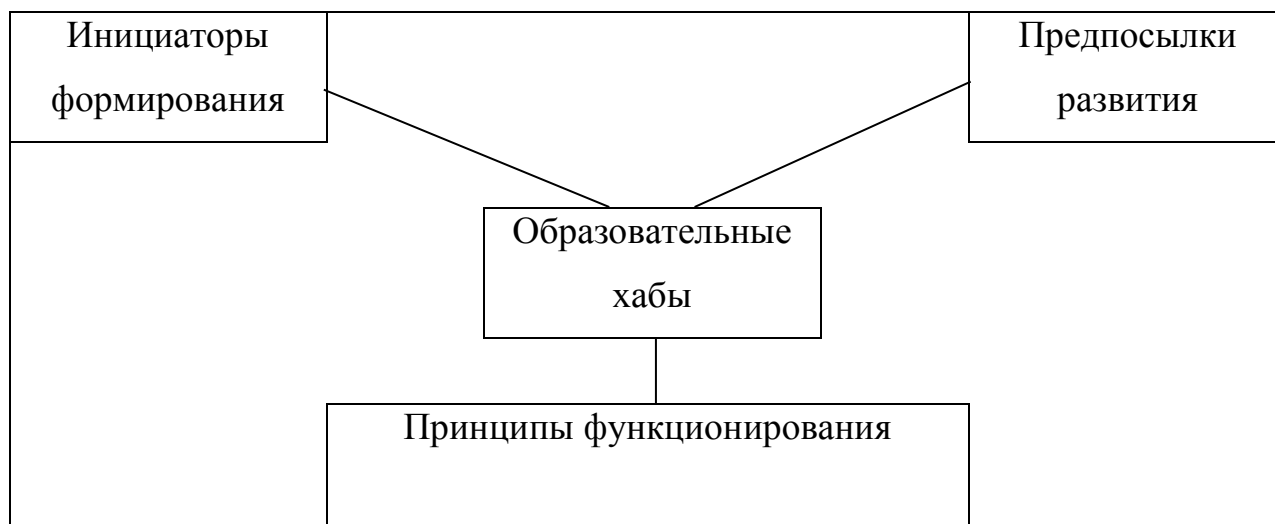 Инициаторы
формирования
Предпосылки
развития
Образовательные
хабы
Принципы функционирования